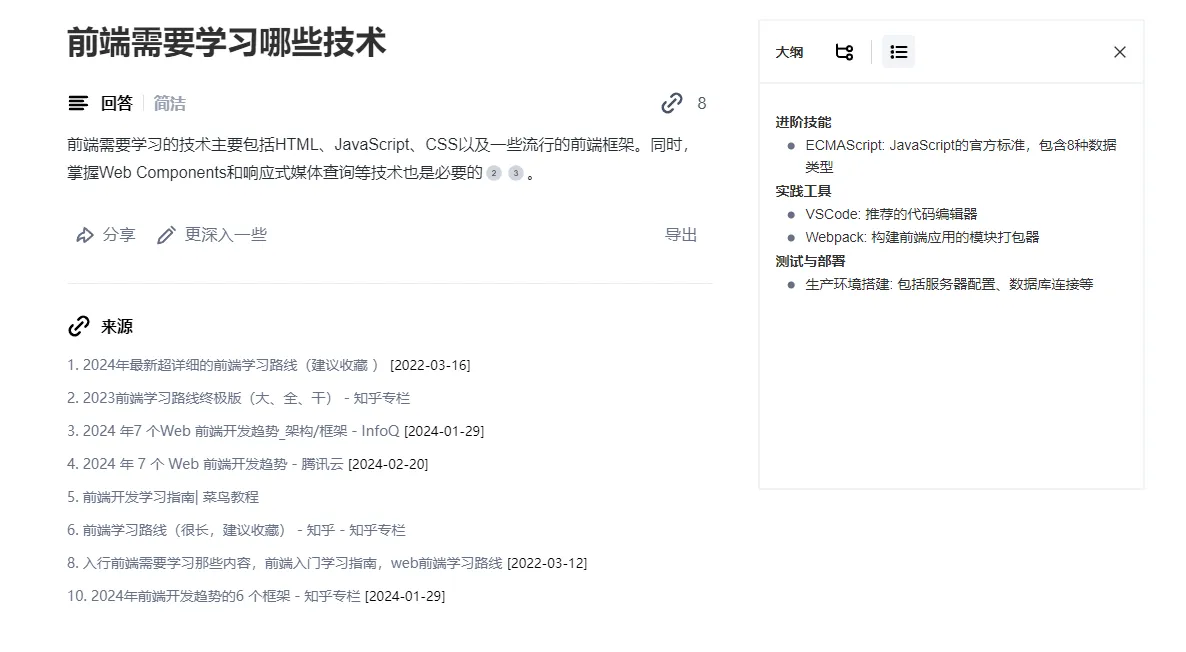 前端需要学习哪些技术
回答 简洁 8
前端需要学习的技术主要包括HTML、JavaScript、CSS以及一些流行的前端框架。同时，
掌握Web Components和响应式媒体查询等技术也是必要的 2 3 。
分享 更深入一些 导出
来源
1. 2024年最新超详细的前端学习路线（建议收藏 ） [2022-03-16]
2. 2023前端学习路线终极版（大、全、干） - 知乎专栏
3. 2024 年7 个Web 前端开发趋势_架构/框架 - InfoQ [2024-01-29]
4. 2024 年 7 个 Web 前端开发趋势 - 腾讯云 [2024-02-20]
5. 前端开发学习指南| 菜鸟教程
6. 前端学习路线（很长，建议收藏） - 知乎 - 知乎专栏
8. 入行前端需要学习那些内容，前端入门学习指南，web前端学习路线 [2022-03-12]
10. 2024年前端开发趋势的6 个框架 - 知乎专栏 [2024-01-29]
大纲
进阶技能
ECMAScript: JavaScript的官方标准，包含8种数据
类型
实践工具
VSCode: 推荐的代码编辑器
Webpack: 构建前端应用的模块打包器
测试与部署
生产环境搭建: 包括服务器配置、数据库连接等